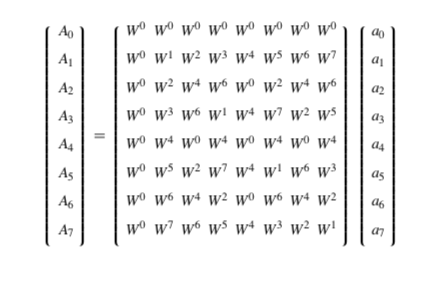 A₀ W⁰ W⁰ W⁰ W⁰ W⁰ W⁰ W⁰ W⁰ a₀
A₁ W⁰ W¹ W² W³ W⁴ W⁵ W⁶ W⁷ a₁
A₂ W⁰ W² W⁴ W⁶ W⁰ W² W⁴ W⁶ a₂
A₃ W⁰ W³ W⁶ W¹ W⁴ W⁷ W² W⁵ a₃
A₄ = W⁰ W⁴ W⁰ W⁴ W⁰ W⁴ W⁰ W⁴ a₄
A₅ W⁰ W⁵ W² W⁷ W⁴ W¹ W⁶ W³ a₅
A₆ W⁰ W⁶ W⁴ W² W⁰ W⁶ W⁴ W² a₆
A₇ W⁰ W⁷ W⁶ W⁵ W⁴ W³ W² W¹ a₇